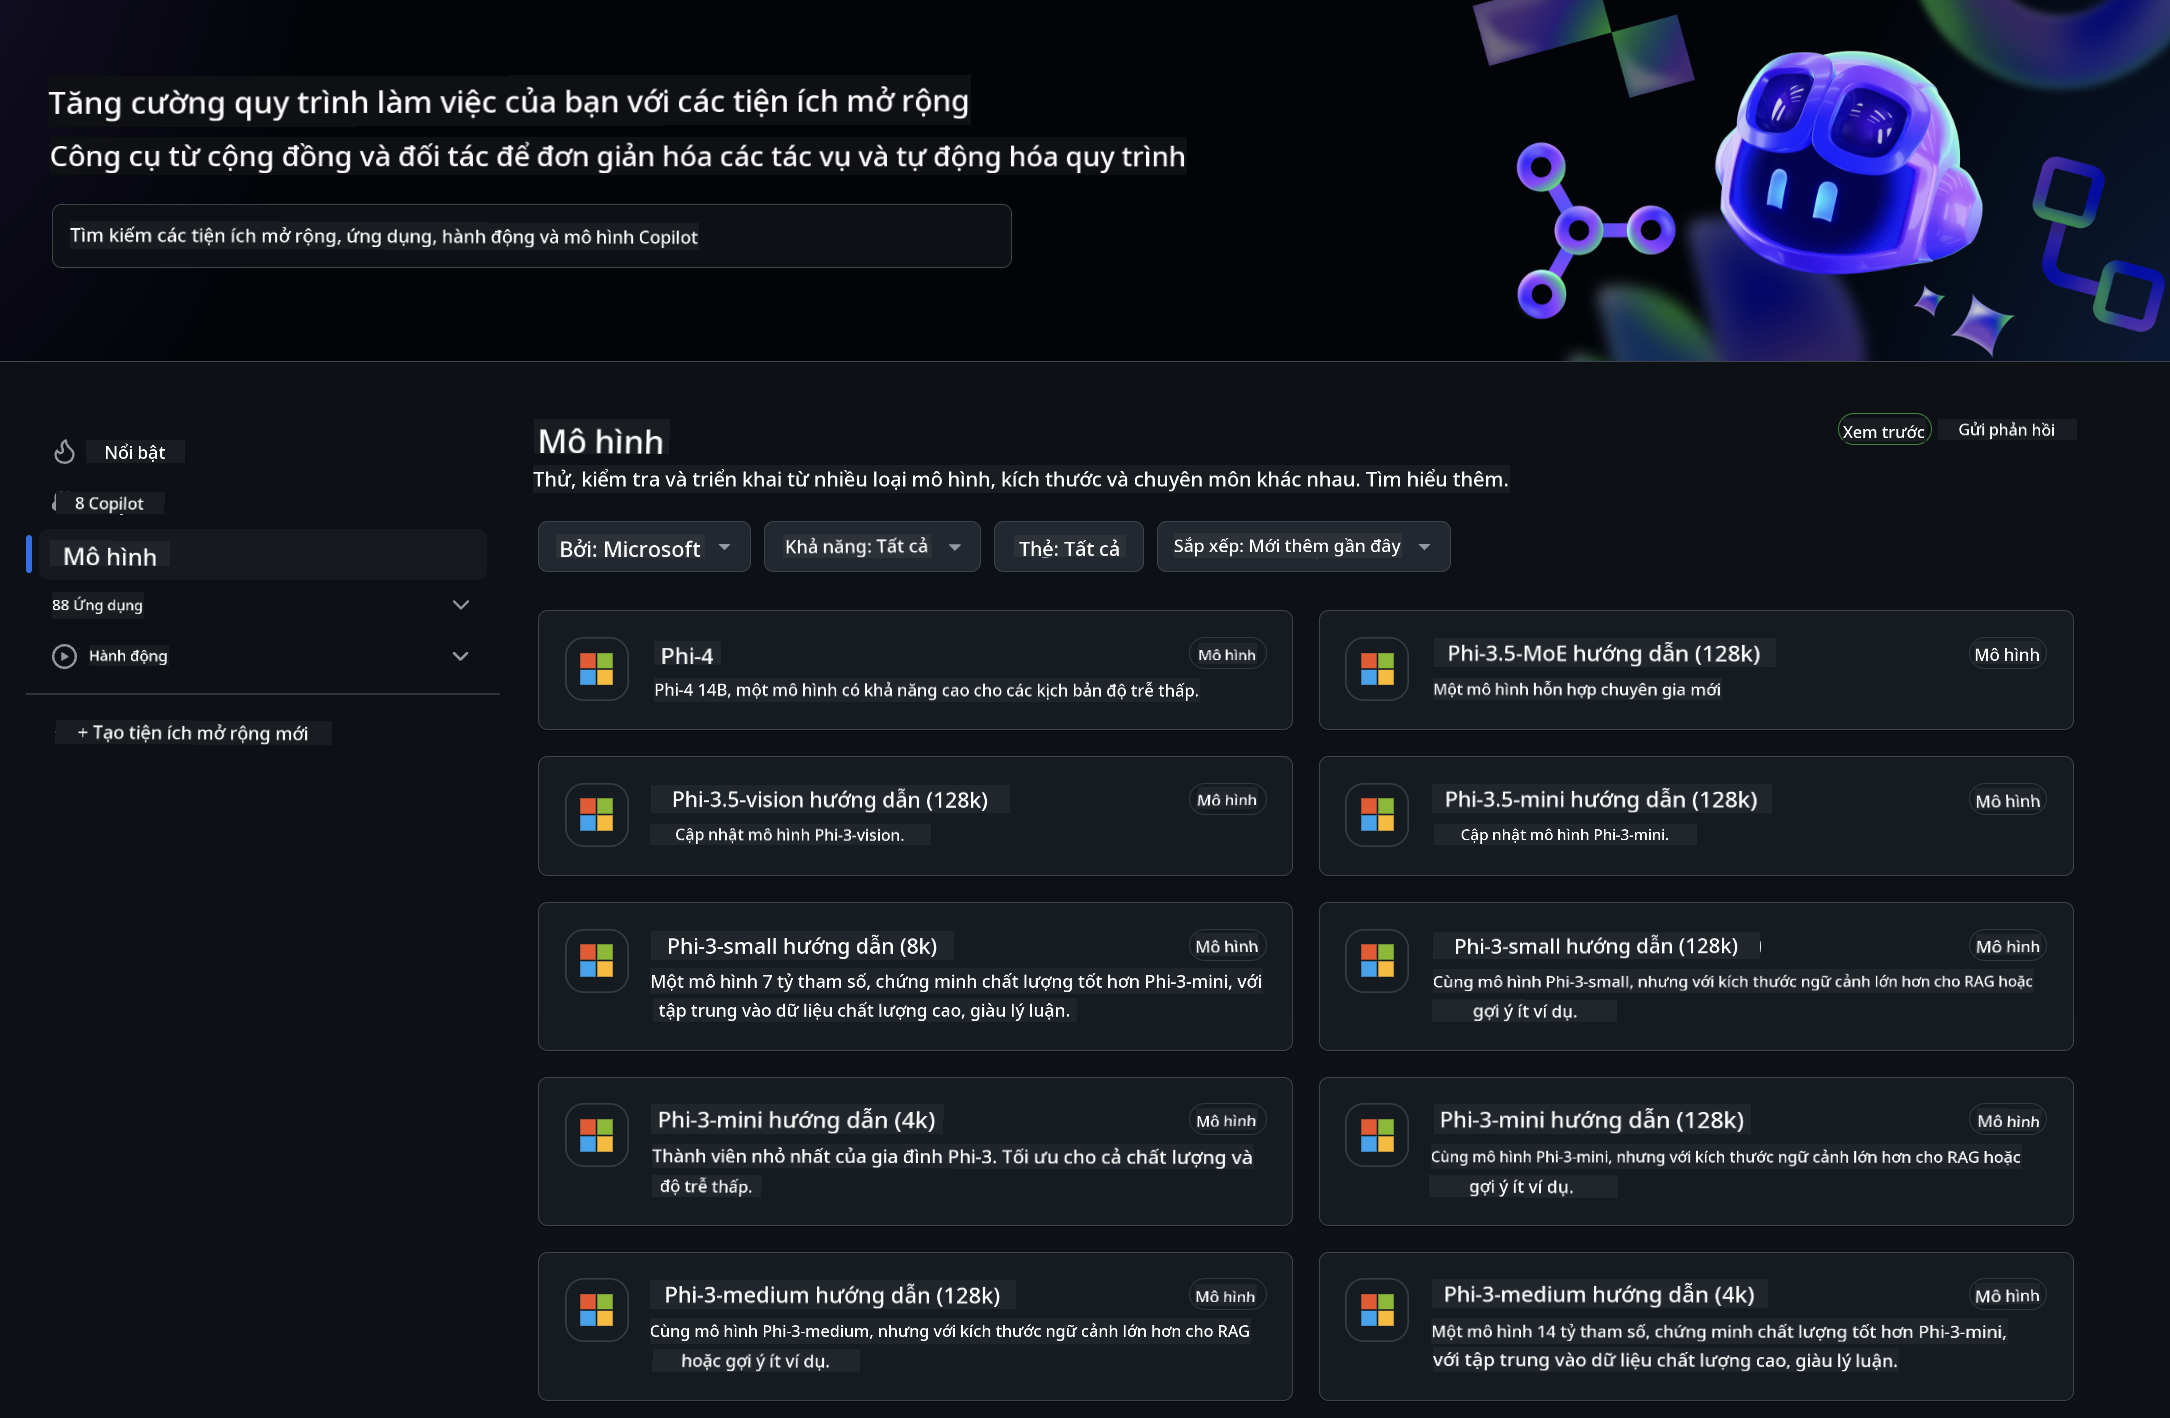 Tăng cường quy trình làm việc của bạn với các tiện ích mở rộng
Công cụ từ cộng đồng và đối tác để đơn giản hóa các tác vụ và tự động hóa quy trình
Tìm kiếm các tiện ích mở rộng, ứng dụng, hành động và mô hình Copilot
Nổi bật
8 Copilot
Mô hình
88 Ứng dụng
Hành động
+ Tạo tiện ích mở rộng mới
Mô hình
Xem trước
Gửi phản hồi
Thử, kiểm tra và triển khai từ nhiều loại mô hình, kích thước và chuyên môn khác nhau. Tìm hiểu thêm.
Bởi: Microsoft
Khả năng: Tất cả
Thẻ: Tất cả
Sắp xếp: Mới thêm gần đây
Phi-4
Mô hình
Phi-4 14B, một mô hình có khả năng cao cho các kịch bản độ trễ thấp.
Phi-3.5-MoE hướng dẫn (128k)
Mô hình
Một mô hình hỗn hợp chuyên gia mới
Phi-3.5-vision hướng dẫn (128k)
Mô hình
Cập nhật mô hình Phi-3-vision.
Phi-3.5-mini hướng dẫn (128k)
Mô hình
Cập nhật mô hình Phi-3-mini.
Phi-3-small hướng dẫn (8k)
Mô hình
Một mô hình 7 tỷ tham số, chứng minh chất lượng tốt hơn Phi-3-mini, với
tập trung vào dữ liệu chất lượng cao, giàu lý luận.
Phi-3-small hướng dẫn (128k)
Mô hình
Cùng mô hình Phi-3-small, nhưng với kích thước ngữ cảnh lớn hơn cho RAG hoặc
gợi ý ít ví dụ.
Phi-3-mini hướng dẫn (4k)
Mô hình
Thành viên nhỏ nhất của gia đình Phi-3. Tối ưu cho cả chất lượng và
độ trễ thấp.
Phi-3-mini hướng dẫn (128k)
Mô hình
Cùng mô hình Phi-3-mini, nhưng với kích thước ngữ cảnh lớn hơn cho RAG hoặc
gợi ý ít ví dụ.
Phi-3-medium hướng dẫn (128k)
Mô hình
Cùng mô hình Phi-3-medium, nhưng với kích thước ngữ cảnh lớn hơn cho RAG
hoặc gợi ý ít ví dụ.
Phi-3-medium hướng dẫn (4k)
Mô hình
Một mô hình 14 tỷ tham số, chứng minh chất lượng tốt hơn Phi-3-mini,
với tập trung vào dữ liệu chất lượng cao, giàu lý luận.